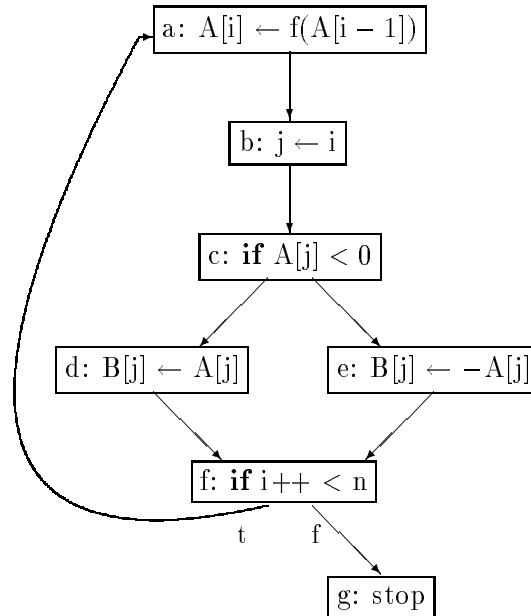 a: A[i] ← f(A[i − 1])
b: j ← i
c: if A[j] < 0
d: B[j] ← A[j]
e: B[j] ← −A[j]
f: if i++ < n
t
f
g: stop